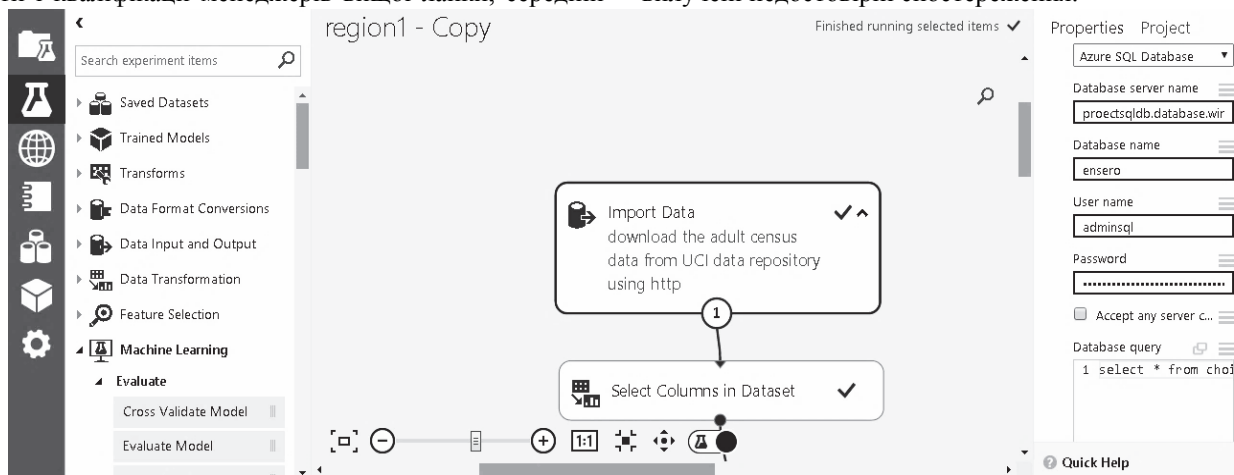 region1 - Copy
Finished running selected items
Properties Project
Search experiment items
Saved Datasets
Trained Models
Transforms
Data Format Conversions
Data Input and Output
Data Transformation
Feature Selection
Machine Learning
Evaluate
Cross Validate Model
Evaluate Model
Import Data
download the adult census
data from UCI data repository
using http
1
Select Columns in Dataset
1:1
Azure SQL Database
Database server name
proectsqldb.database.wir
Database name
ensero
User name
adminsql
Password
Accept any server c...
Database query
1 select * from choi
Quick Help